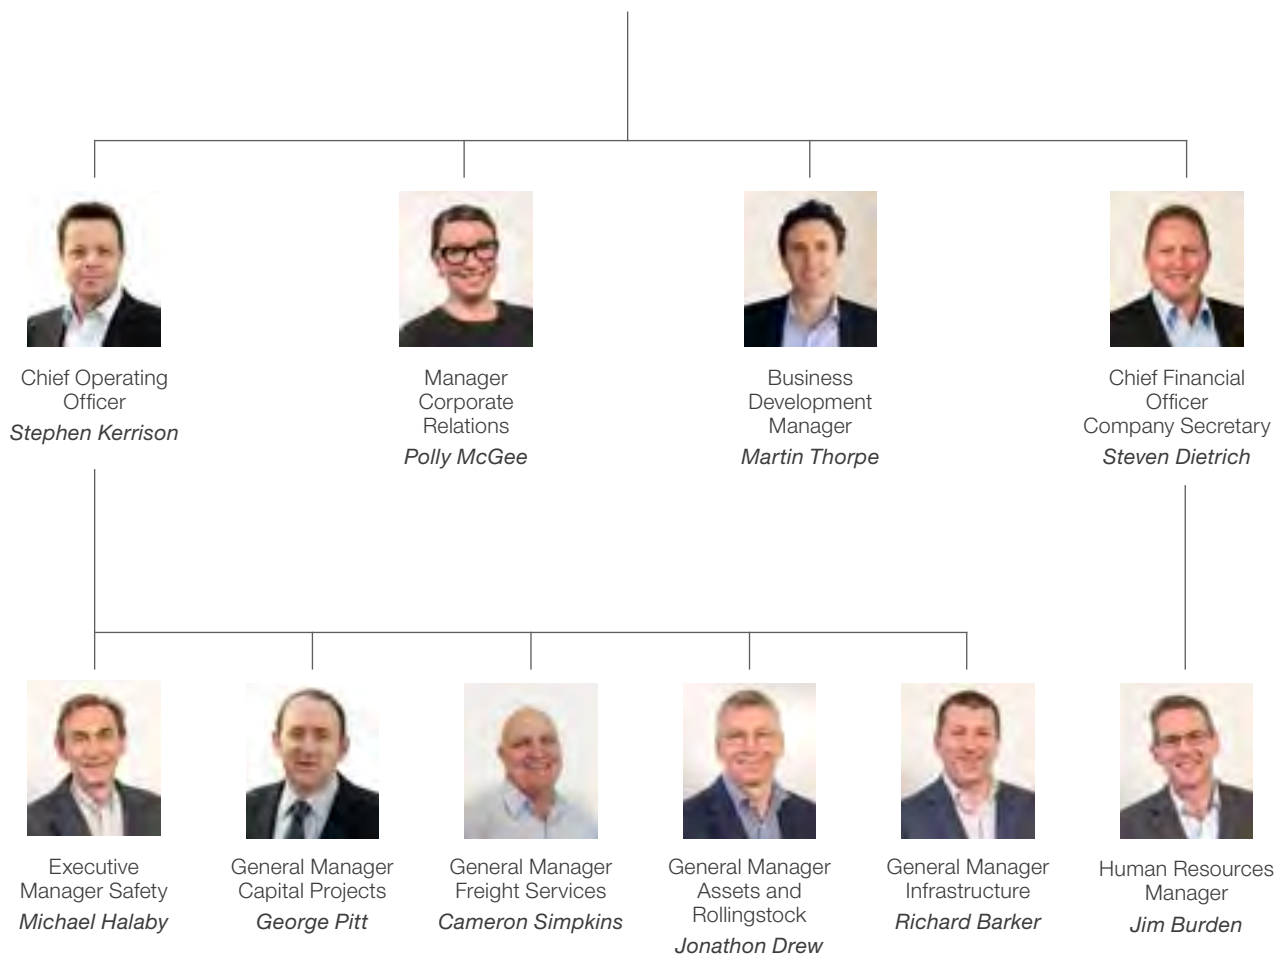 Chief Operating
Officer
Stephen Kerrison
Manager
Corporate
Relations
Polly McGee
Business
Development
Manager
Martin Thorpe
Chief Financial
Officer
Company Secretary
Steven Dietrich
Executive
Manager Safety
Michael Halaby
General Manager
Capital Projects
George Pitt
General Manager
Freight Services
Cameron Simpkins
General Manager
Assets and
Rollingstock
Jonathon Drew
General Manager
Infrastructure
Richard Barker
Human Resources
Manager
Jim Burden